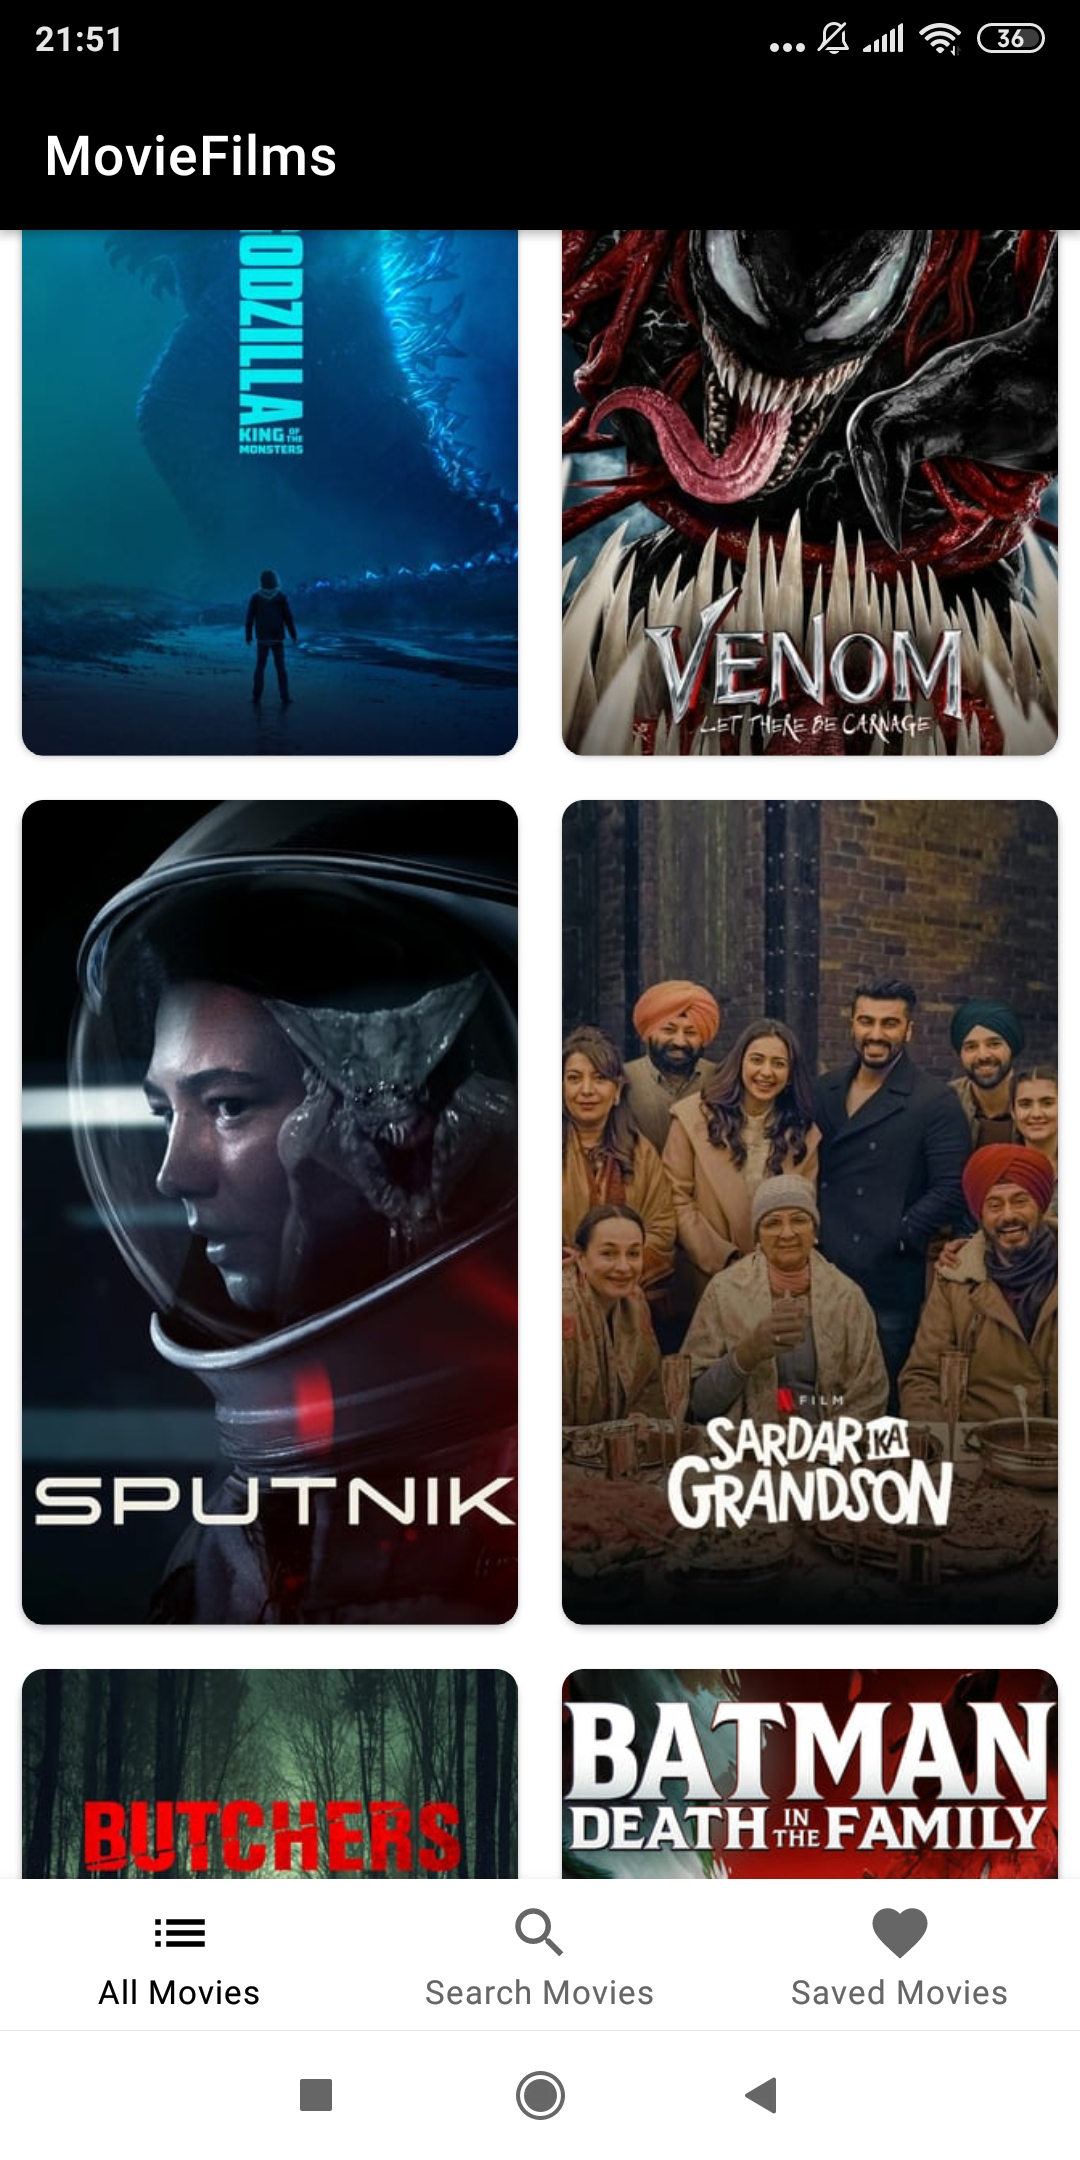 21:51
36
MovieFilms
GODZILLA
KING OF THE
MONSTERS
VENOM
LET THERE BE CARNAGE
SPUTNIK
N FILM
SARDAR KA
GRANDSON
BUTCHERS
BATMAN
DEATH IN THE FAMILY
All Movies
Search Movies
Saved Movies